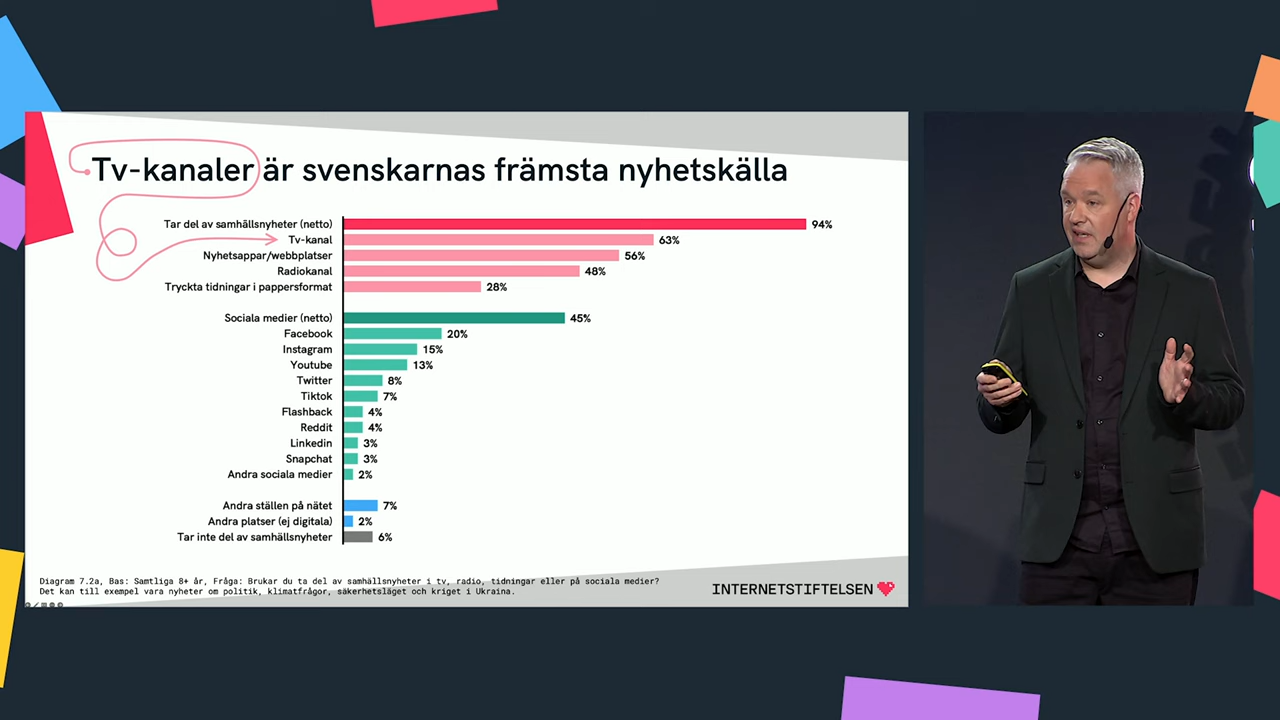 Tv-kanaler är svenskarnas främsta nyhetskälla
Tar del av samhällsnyheter (netto) 94%
Tv-kanal 63%
Nyhetsappar/webbplatser 56%
Radiokanal 48%
Tryckta tidningar i pappersformat 28%
Sociala medier (netto) 45%
Facebook 20%
Instagram 15%
Youtube 13%
Twitter 8%
Tiktok 7%
Flashback 4%
Reddit 4%
Linkedin 3%
Snapchat 3%
Andra sociala medier 2%
Andra ställen på nätet 7%
Andra platser (ej digitala) 2%
Tar inte del av samhällsnyheter 6%
Diagram 7.2a, Bas: Samtliga 8+ år, Fråga: Brukar du ta del av samhällsnyheter i tv, radio, tidningar eller på sociala medier?
Det kan till exempel vara nyheter om politik, klimatfrågor, säkerhetsläget och kriget i Ukraina.
INTERNETSTIFTELSEN